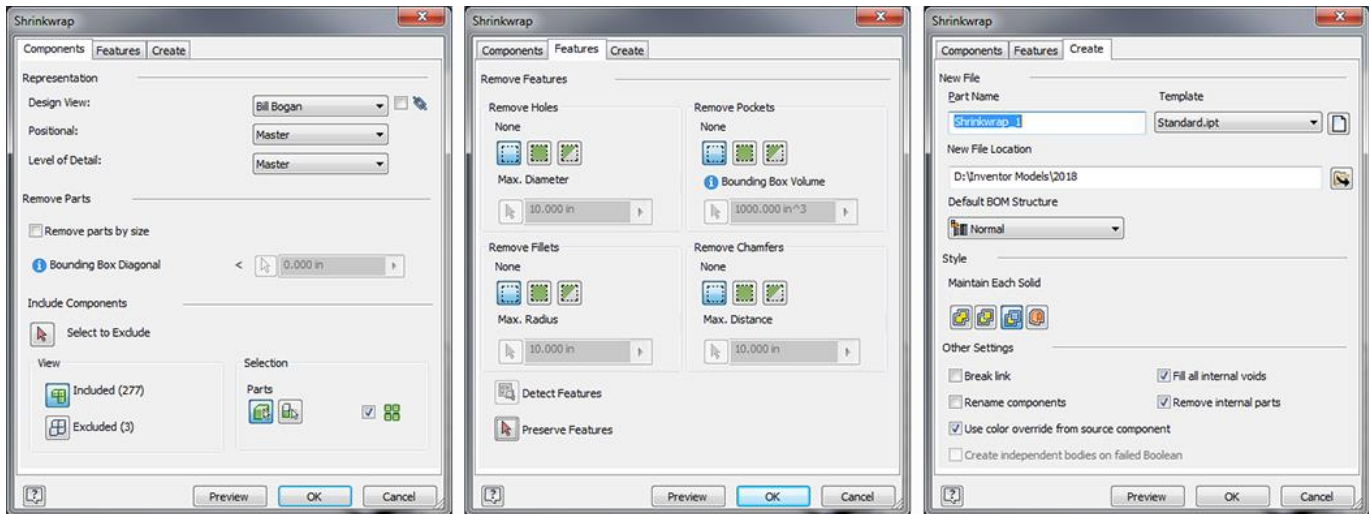 Shrinkwrap
Components Features Create
Representation
Design View:
Bill Bogan
Positional:
Master
Level of Detail:
Master
Remove Parts
Remove parts by size
Bounding Box Diagonal < 0.000 in
Include Components
Select to Exclude
View
Included (277)
Excluded (3)
Selection
Parts
Preview OK Cancel
Shrinkwrap
Components Features Create
Remove Features
Remove Holes
None
Max. Diameter
10.000 in
Remove Pockets
None
Bounding Box Volume
1000.000 in^3
Remove Fillets
None
Max. Radius
10.000 in
Remove Chamfers
None
Max. Distance
10.000 in
Detect Features
Preserve Features
Preview OK Cancel
Shrinkwrap
Components Features Create
New File
Part Name
Shrinkwrap_1
Template
Standard.ipt
New File Location
D:\Inventor Models\2018
Default BOM Structure
Normal
Style
Maintain Each Solid
Other Settings
Break link
Fill all internal voids
Rename components
Remove internal parts
Use color override from source component
Create independent bodies on failed Boolean
Preview OK Cancel